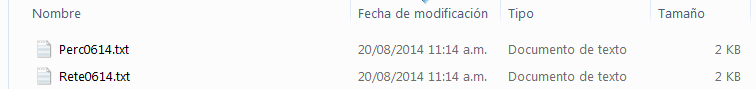 Nombre Fecha de modificación Tipo Tamaño
Perc0614.txt 20/08/2014 11:14 a.m. Documento de texto 2 KB
Rete0614.txt 20/08/2014 11:14 a.m. Documento de texto 2 KB